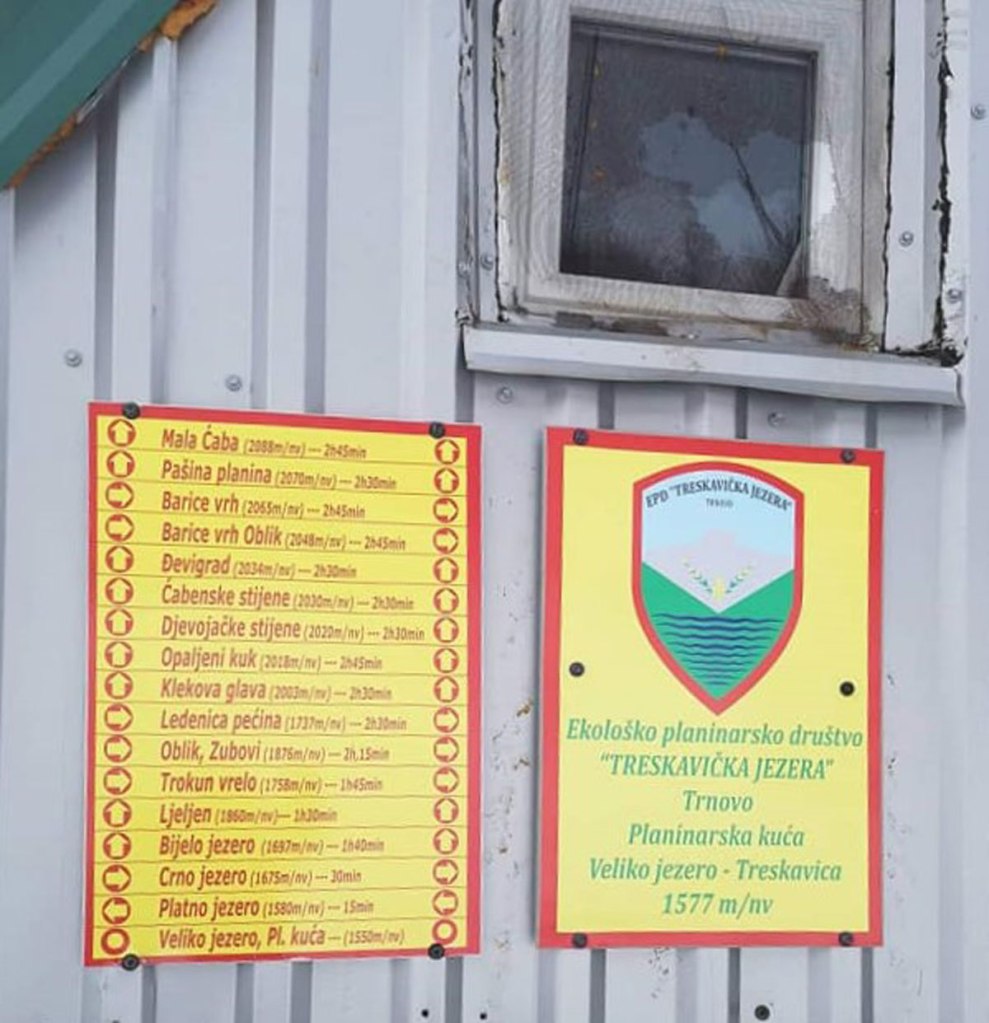 Mala Ćaba (2088m/nv) --- 2h45min
Pašina planina (2070m/nv) --- 2h30min
Barice vrh (2065m/nv) --- 2h45min
Barice vrh Oblik (2048m/nv) --- 2h45min
Đevigrad (2034m/nv) --- 2h30min
Ćabenske stijene (2030m/nv) --- 2h30min
Djevojačke stijene (2020m/nv) --- 2h30min
Opaljeni kuk (2018m/nv) --- 2h45min
Klekova glava (2003m/nv) --- 2h30min
Ledenica pećina (1737m/nv) --- 2h30min
Oblik, Zubovi (1876m/nv) --- 2h,15min
Trokun vrelo (1758m/nv) --- 1h45min
Ljeljen (1860m/nv)--- 1h30min
Bijelo jezero (1697m/nv) --- 1h40min
Crno jezero (1675m/nv) --- 30min
Platno jezero (1580m/nv) --- 15min
Veliko jezero, Pl. kuća --- (1550m/nv)
EPD "TRESKAVIČKA JEZERA"
TRNOVO
Ekološko planinarsko društvo
"TRESKAVIČKA JEZERA"
Trnovo
Planinarska kuća
Veliko jezero - Treskavica
1577 m/nv